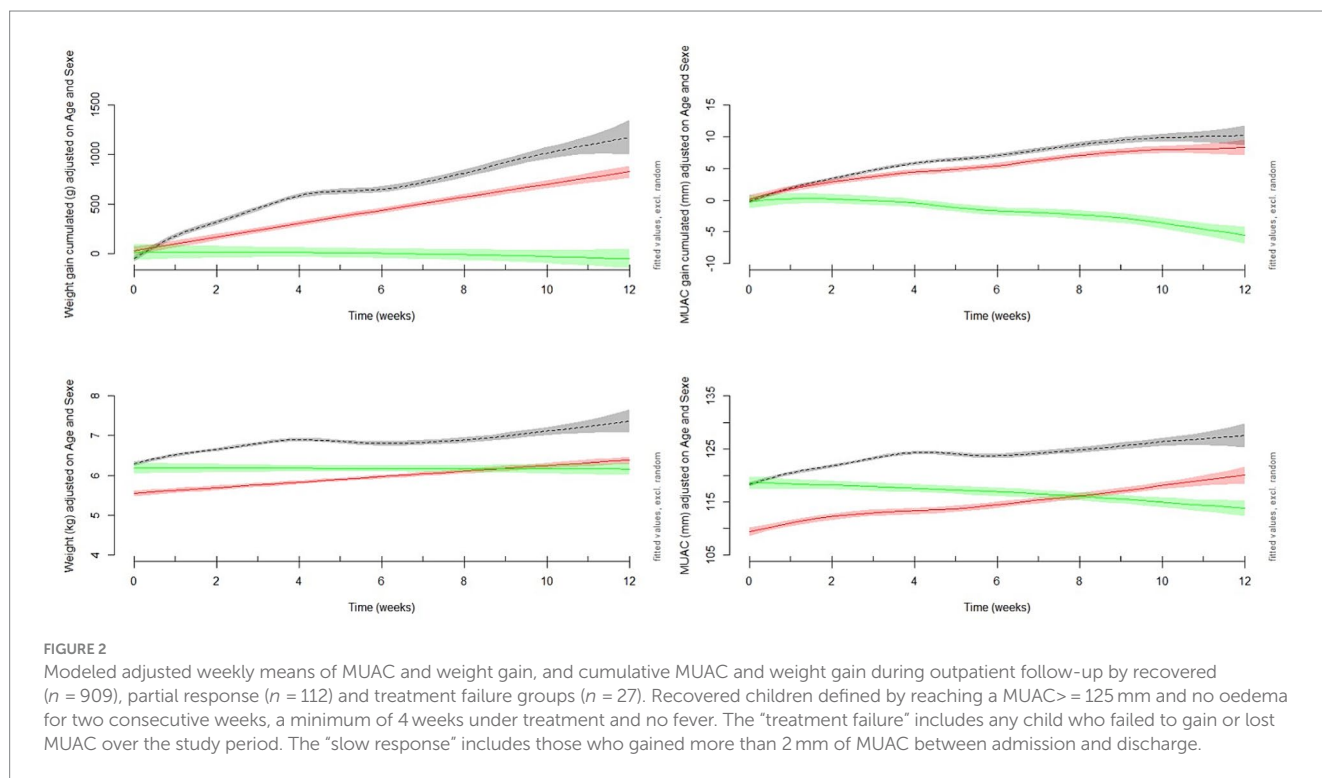 Weight gain cumulated (g) adjusted on Age and Sexe
1500
1000
500
0
0
2
4
6
8
10
12
Time (weeks)
fitted values, excl. random
MUAC gain cumulated (mm) adjusted on Age and Sexe
15
10
5
0
-5
-10
0
2
4
6
8
10
12
Time (weeks)
fitted values, excl. random
Weight (kg) adjusted on Age and Sexe
8
7
6
5
4
0
2
4
6
8
10
12
Time (weeks)
fitted values, excl. random
MUAC (mm) adjusted on Age and Sexe
135
125
115
105
0
2
4
6
8
10
12
Time (weeks)
fitted values, excl. random
FIGURE 2
Modeled adjusted weekly means of MUAC and weight gain, and cumulative MUAC and weight gain during outpatient follow-up by recovered
(n = 909), partial response (n = 112) and treatment failure groups (n = 27). Recovered children defined by reaching a MUAC> = 125 mm and no oedema
for two consecutive weeks, a minimum of 4 weeks under treatment and no fever. The “treatment failure” includes any child who failed to gain or lost
MUAC over the study period. The “slow response” includes those who gained more than 2 mm of MUAC between admission and discharge.